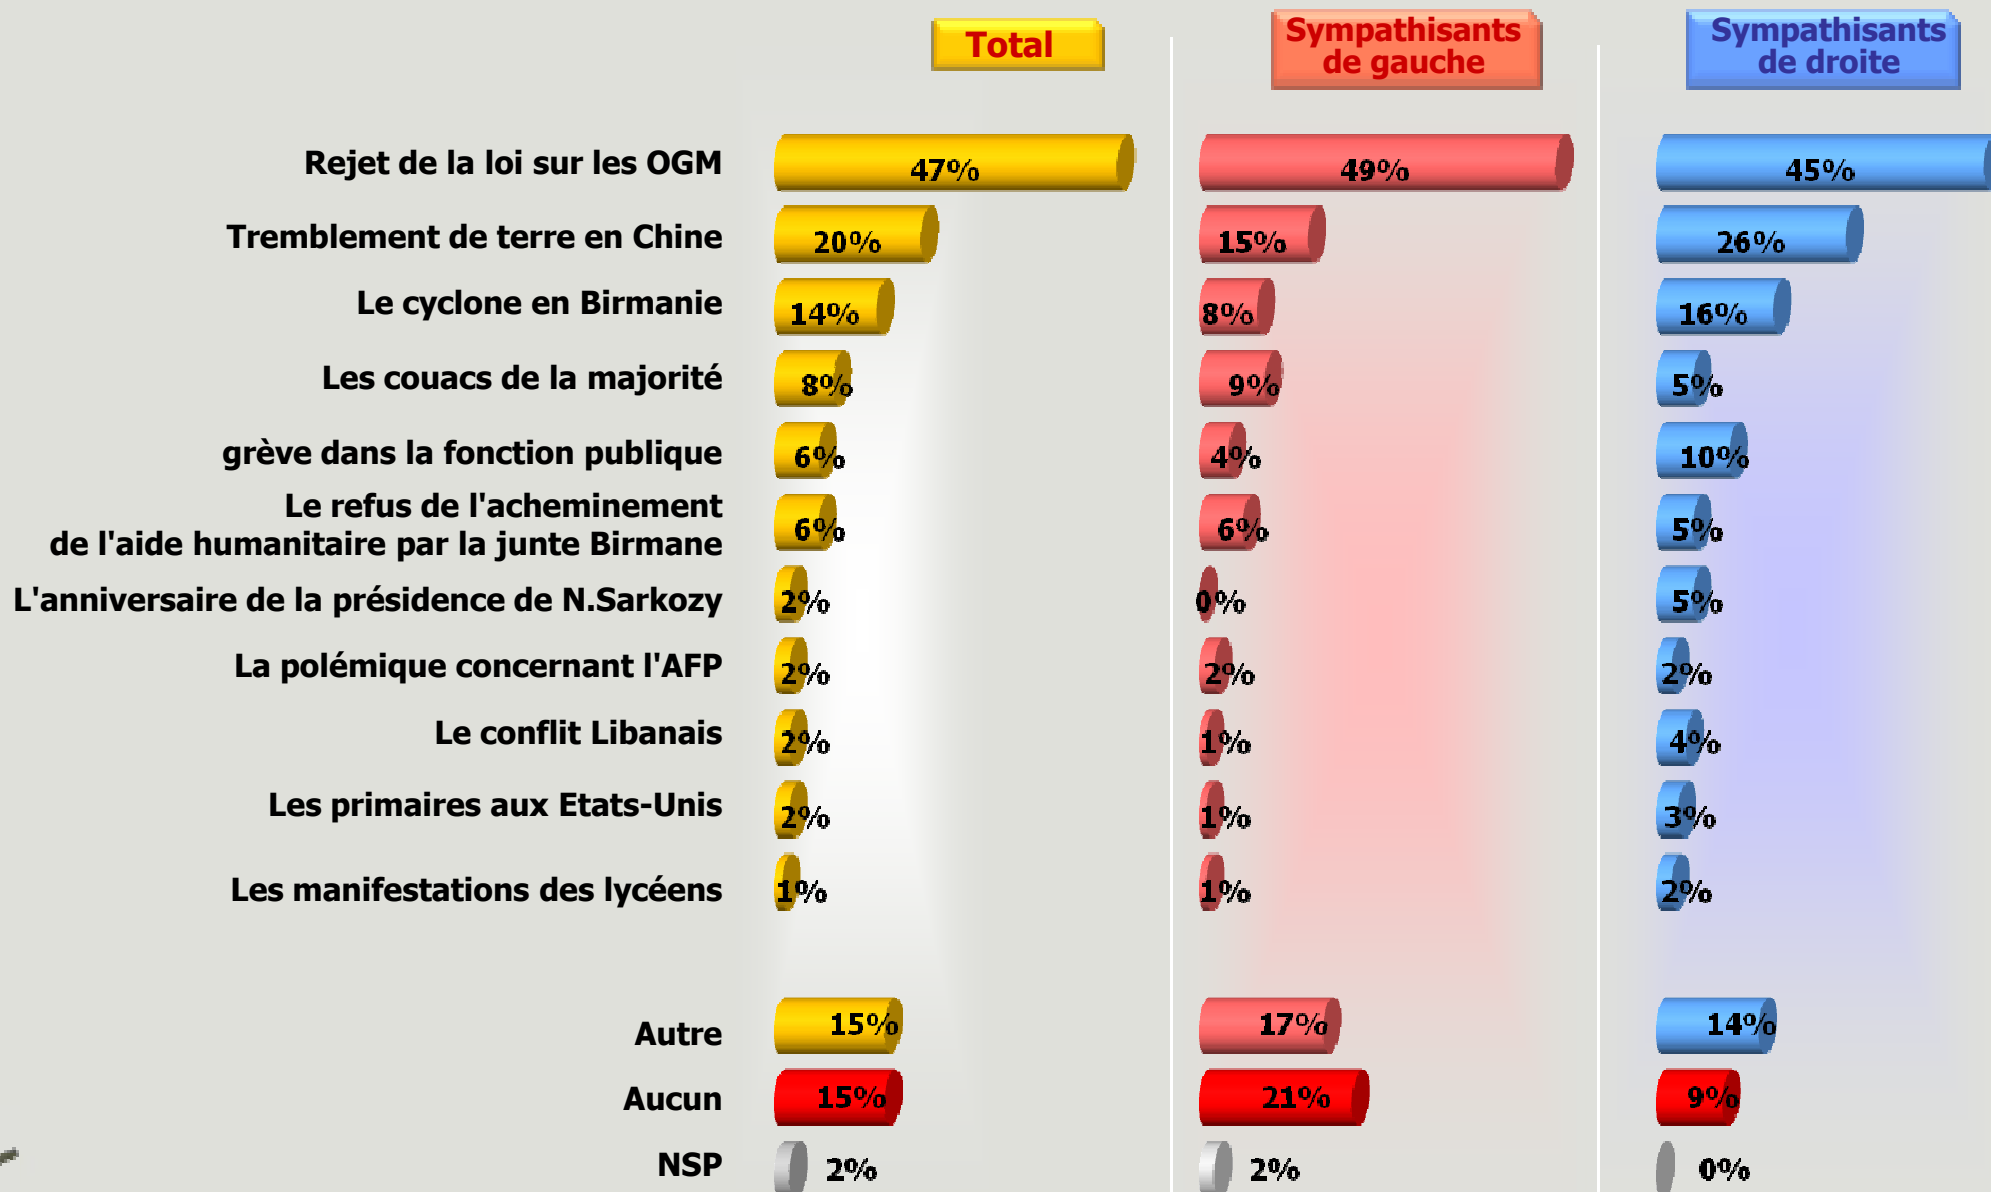 Total
Sympathisants
de gauche
Sympathisants
de droite
Rejet de la loi sur les OGM 47% 49% 45%
Tremblement de terre en Chine 20% 15% 26%
Le cyclone en Birmanie 14% 8% 16%
Les couacs de la majorité 8% 9% 5%
grève dans la fonction publique 6% 4% 10%
Le refus de l'acheminement
de l'aide humanitaire par la junte Birmane 6% 6% 5%
L'anniversaire de la présidence de N.Sarkozy 2% 0% 5%
La polémique concernant l'AFP 2% 2% 2%
Le conflit Libanais 2% 1% 4%
Les primaires aux Etats-Unis 2% 1% 3%
Les manifestations des lycéens 1% 1% 2%
Autre 15% 17% 14%
Aucun 15% 21% 9%
NSP 2% 2% 0%